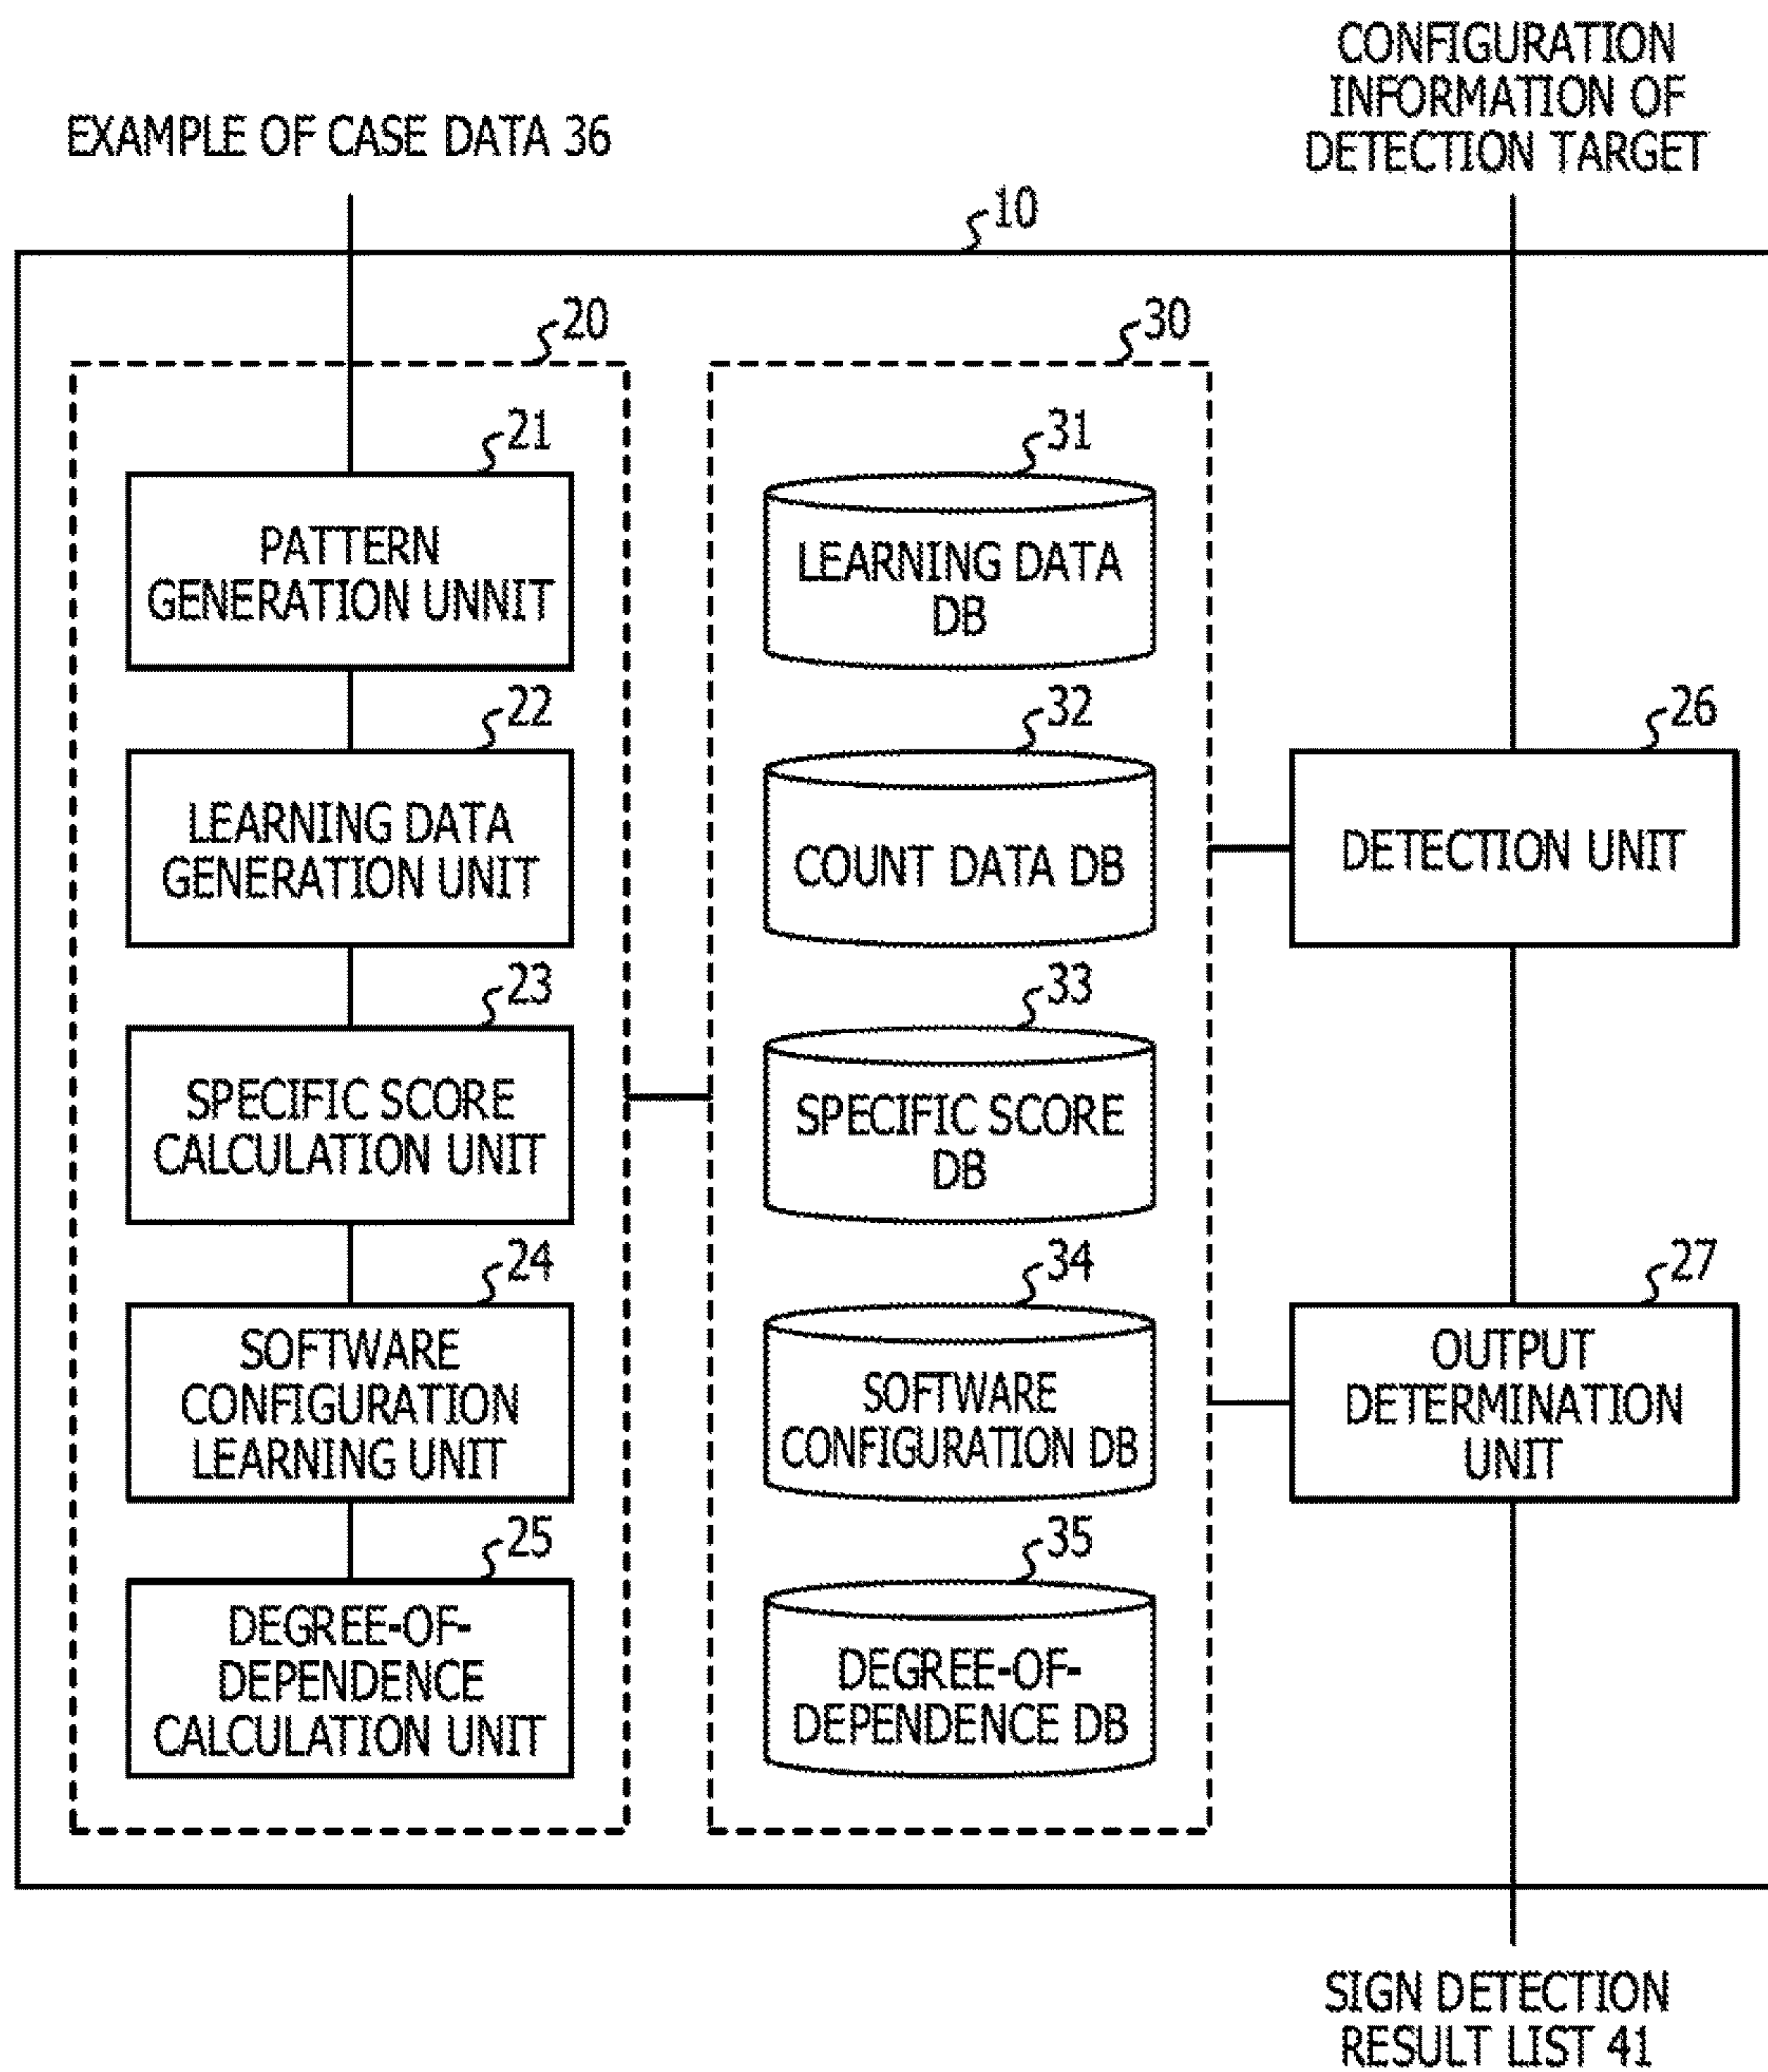 EXAMPLE OF CASE DATA 36
CONFIGURATION
INFORMATION OF
DETECTION TARGET
10
20
30
21
PATTERN
GENERATION UNNIT
22
LEARNING DATA
GENERATION UNIT
23
SPECIFIC SCORE
CALCULATION UNIT
24
SOFTWARE
CONFIGURATION
LEARNING UNIT
25
DEGREE-OF-
DEPENDENCE
CALCULATION UNIT
31
LEARNING DATA
DB
32
COUNT DATA DB
33
SPECIFIC SCORE
DB
34
SOFTWARE
CONFIGURATION DB
35
DEGREE-OF-
DEPENDENCE DB
26
DETECTION UNIT
27
OUTPUT
DETERMINATION
UNIT
SIGN DETECTION
RESULT LIST 41